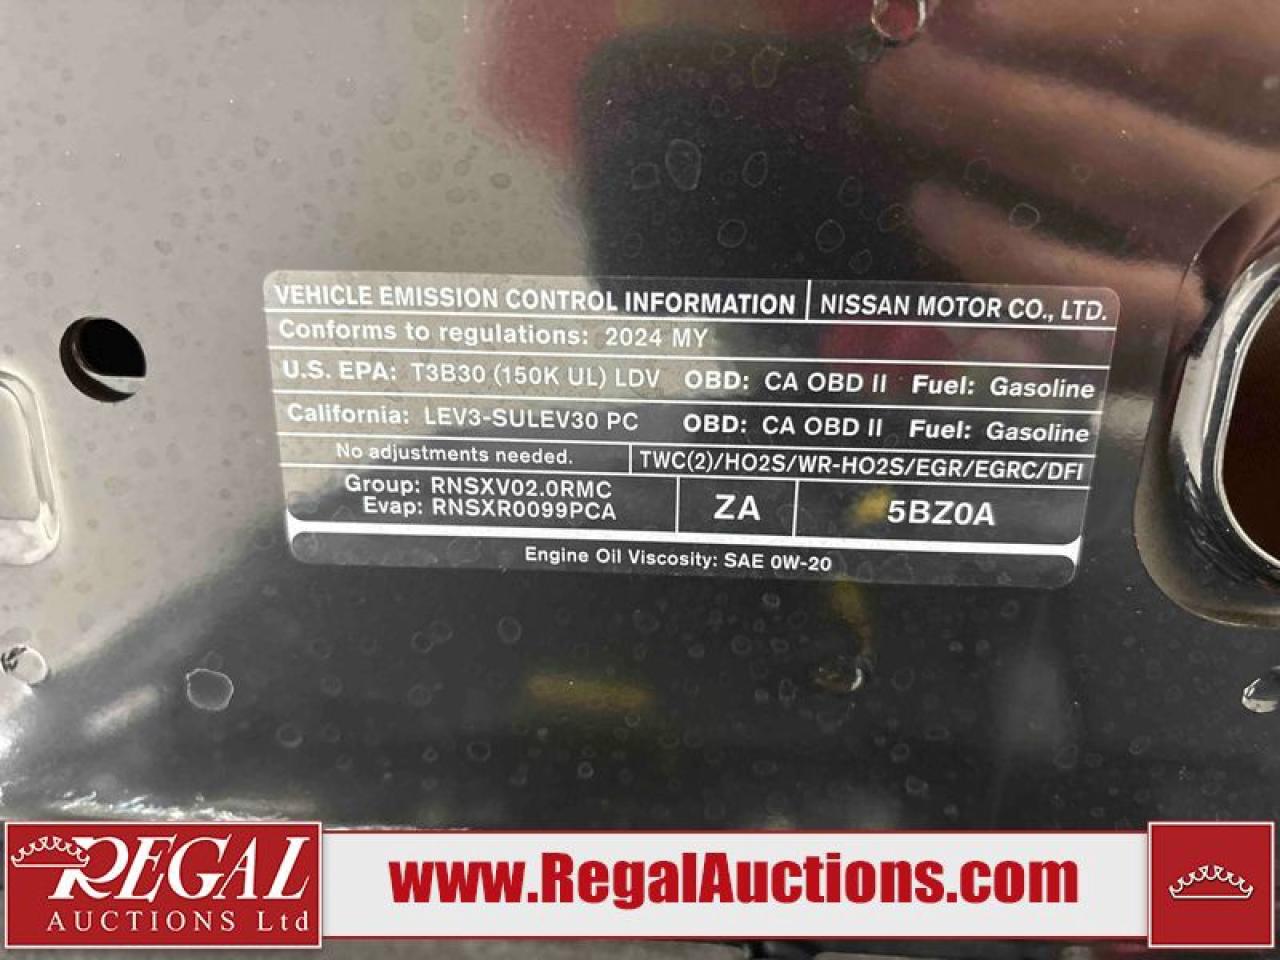 VEHICLE EMISSION CONTROL INFORMATION NISSAN MOTOR CO., LTD.
Conforms to regulations: 2024 MY
U.S. EPA: T3B30 (150K UL) LDV OBD: CA OBD II Fuel: Gasoline
California: LEV3-SULEV30 PC OBD: CA OBD II Fuel: Gasoline
No adjustments needed. TWC(2)/HO2S/WR-HO2S/EGR/EGRC/DFI
Group: RNSXV02.0RMC
Evap: RNSXR0099PCA
ZA
5BZ0A
Engine Oil Viscosity: SAE 0W-20
REGAL
AUCTIONS Ltd
www.RegalAuctions.com